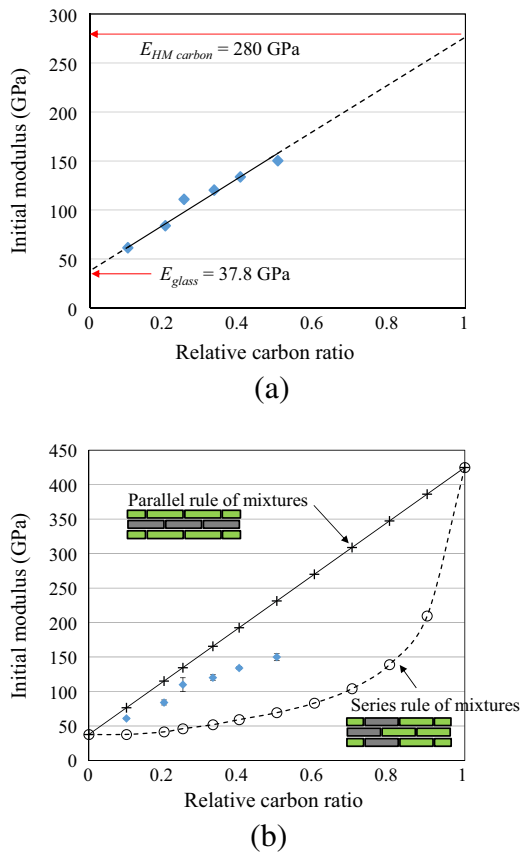 (GPa)
Initial modulus
300
250
200
150
100
50
0
E_HM carbon = 280 GPa
E_glass = 37.8 GPa
0 0.2 0.4 0.6 0.8 1
Relative carbon ratio
(a)
Initial modulus (GPa)
450
400
350
300
250
200
150
100
50
0
Parallel rule of mixtures
Series rule of mixtures
0 0.2 0.4 0.6 0.8 1
Relative carbon ratio
(b)